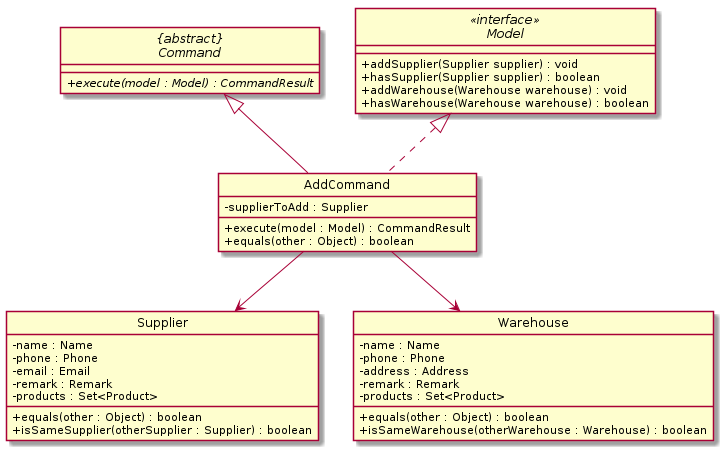 {abstract}
Command
+execute(model : Model) : CommandResult
«interface»
Model
+addSupplier(Supplier supplier) : void
+hasSupplier(Supplier supplier) : boolean
+addWarehouse(Warehouse warehouse) : void
+hasWarehouse(Warehouse warehouse) : boolean
AddCommand
-supplierToAdd : Supplier
+execute(model : Model) : CommandResult
+equals(other : Object) : boolean
Supplier
-name : Name
-phone : Phone
-email : Email
-remark : Remark
-products : Set<Product>
+equals(other : Object) : boolean
+isSameSupplier(otherSupplier : Supplier) : boolean
Warehouse
-name : Name
-phone : Phone
-address : Address
-remark : Remark
-products : Set<Product>
+equals(other : Object) : boolean
+isSameWarehouse(otherWarehouse : Warehouse) : boolean